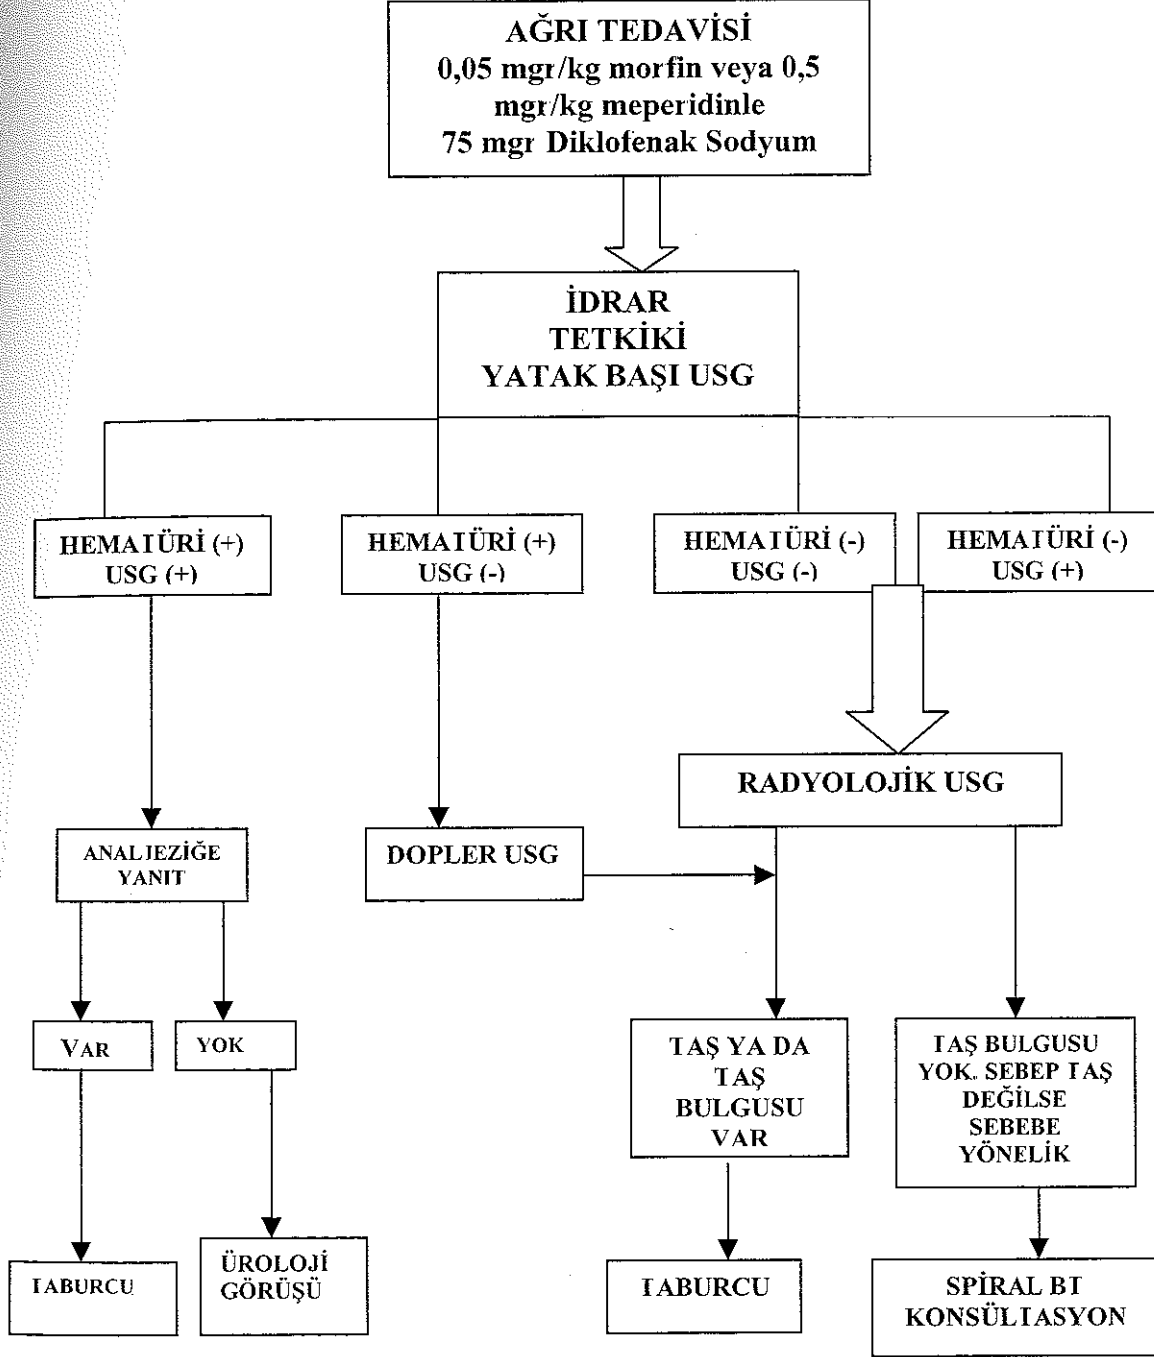 AĞRI TEDAVİSİ
0,05 mgr/kg morfin veya 0,5
mgr/kg meperidinle
75 mgr Diklofenak Sodyum
İDRAR
TETKİKİ
YATAK BAŞI USG
HEMATÜRİ (+)
USG (+)
HEMATÜRİ (+)
USG (-)
HEMATÜRİ (-)
USG (-)
HEMATÜRİ (-)
USG (+)
RADYOLOJİK USG
ANALJEZİĞE
YANIT
DOPLER USG
VAR
YOK
TAŞ YA DA
TAŞ
BULGUSU
VAR
TAŞ BULGUSU
YOK. SEBEP TAŞ
DEĞİLSE
SEBEBE
YÖNELİK
TABURCU
ÜROLOJİ
GÖRÜŞÜ
TABURCU
SPİRAL BT
KONSÜLTASYON